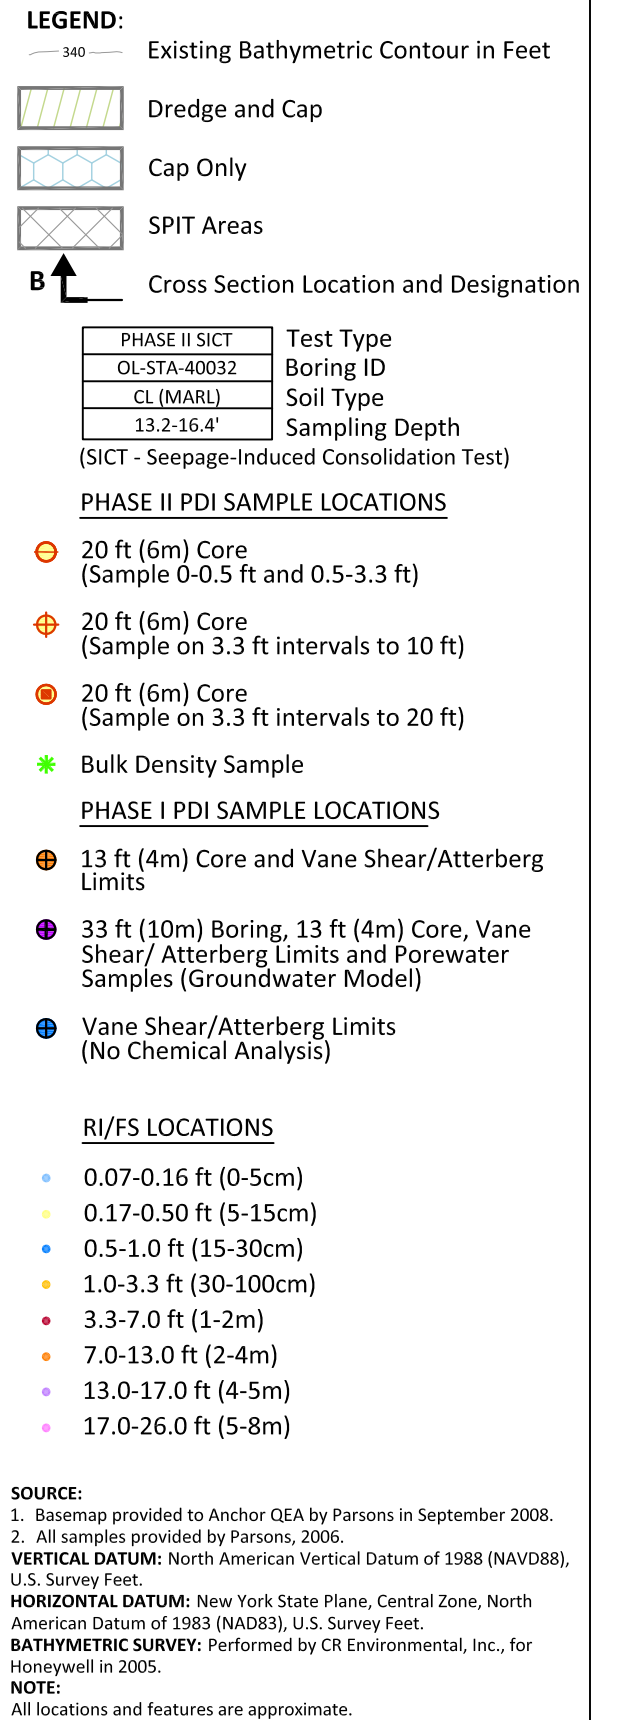 LEGEND:
340
Existing Bathymetric Contour in Feet
Dredge and Cap
Cap Only
SPIT Areas
B
Cross Section Location and Designation
PHASE II SICT Test Type
OL-STA-40032 Boring ID
CL (MARL) Soil Type
13.2-16.4' Sampling Depth
(SICT - Seepage-Induced Consolidation Test)
PHASE II PDI SAMPLE LOCATIONS
20 ft (6m) Core
(Sample 0-0.5 ft and 0.5-3.3 ft)
20 ft (6m) Core
(Sample on 3.3 ft intervals to 10 ft)
20 ft (6m) Core
(Sample on 3.3 ft intervals to 20 ft)
Bulk Density Sample
PHASE I PDI SAMPLE LOCATIONS
13 ft (4m) Core and Vane Shear/Atterberg
Limits
33 ft (10m) Boring, 13 ft (4m) Core, Vane
Shear/ Atterberg Limits and Porewater
Samples (Groundwater Model)
Vane Shear/Atterberg Limits
(No Chemical Analysis)
RI/FS LOCATIONS
0.07-0.16 ft (0-5cm)
0.17-0.50 ft (5-15cm)
0.5-1.0 ft (15-30cm)
1.0-3.3 ft (30-100cm)
3.3-7.0 ft (1-2m)
7.0-13.0 ft (2-4m)
13.0-17.0 ft (4-5m)
17.0-26.0 ft (5-8m)
SOURCE:
1. Basemap provided to Anchor QEA by Parsons in September 2008.
2. All samples provided by Parsons, 2006.
VERTICAL DATUM: North American Vertical Datum of 1988 (NAVD88),
U.S. Survey Feet.
HORIZONTAL DATUM: New York State Plane, Central Zone, North
American Datum of 1983 (NAD83), U.S. Survey Feet.
BATHYMETRIC SURVEY: Performed by CR Environmental, Inc., for
Honeywell in 2005.
NOTE:
All locations and features are approximate.